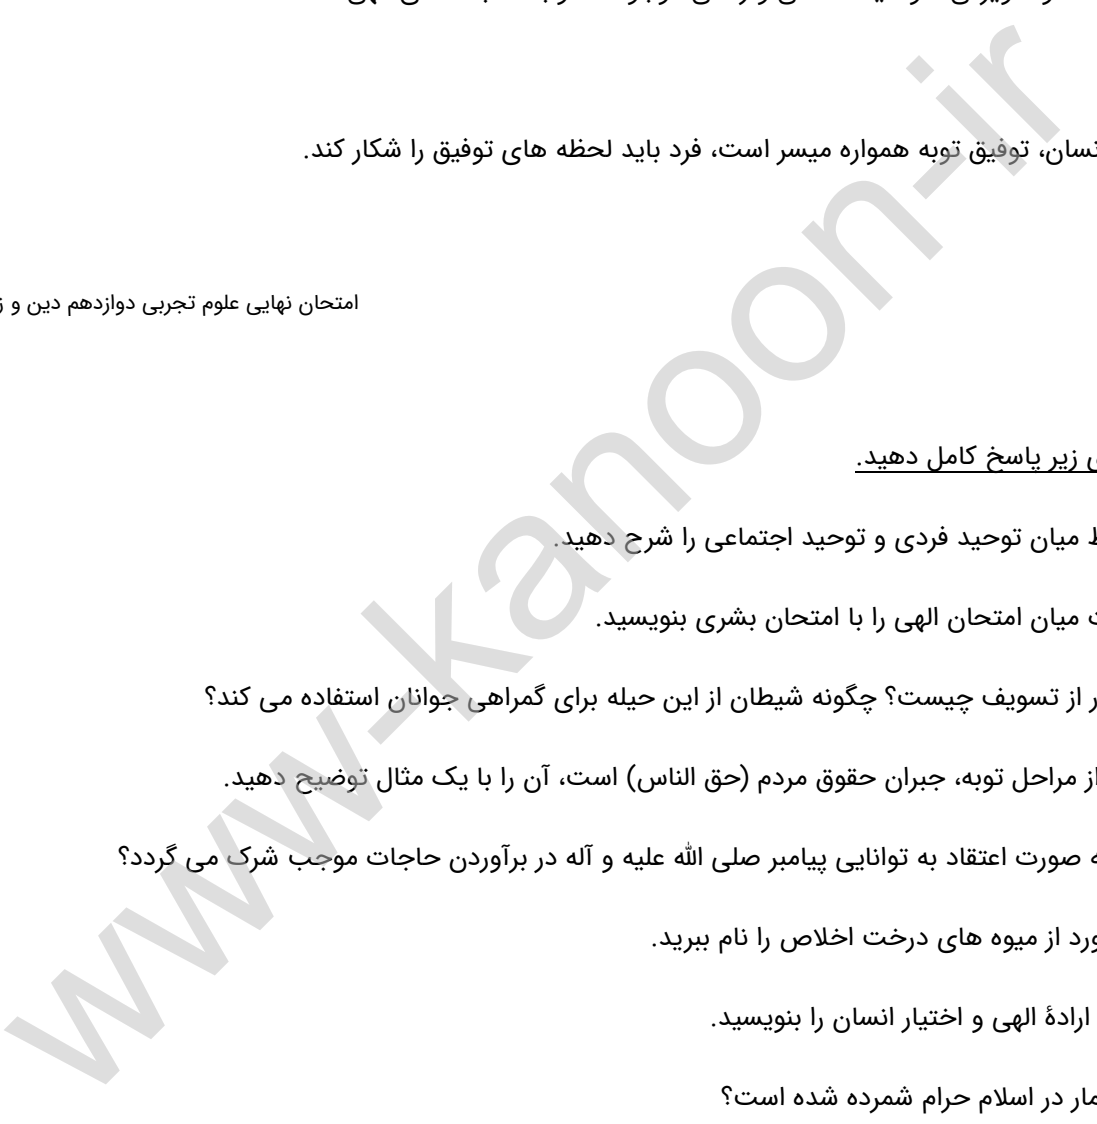 توفیق توبه همواره میسر است، فرد باید لحظه های توفیق را شکار کند.
امتحان نهایی علوم تجربی دوازدهم دین و
زیر پاسخ کامل دهید.
میان توحید فردی و توحید اجتماعی را شرح دهید.
میان امتحان الهی را با امتحان بشری بنویسید.
از تسویف چیست؟ چگونه شیطان از این حیله برای گمراهی جوانان استفاده می کند؟
از مراحل توبه، جبران حقوق مردم (حق الناس) است، آن را با یک مثال توضیح دهید.
صورت اعتقاد به توانایی پیامبر صلی الله علیه و آله در برآوردن حاجات موجب شرک می گردد؟
از میوه های درخت اخلاص را نام ببرید.
ارادهٔ الهی و اختیار انسان را بنویسید.
در اسلام حرام شمرده شده است؟
www-kanoon-ir